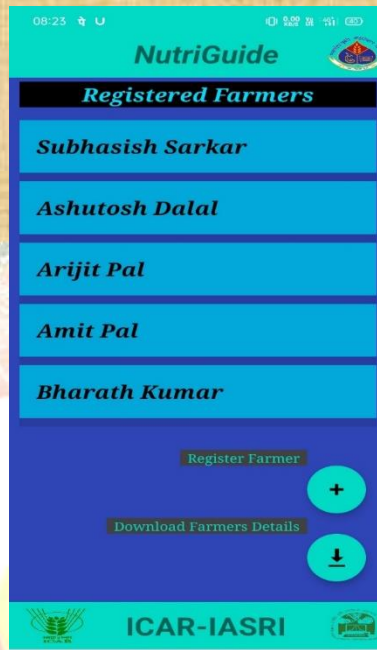 08:23
NutriGuide
Registered Farmers
Subhasish Sarkar
Ashutosh Dalal
Arijit Pal
Amit Pal
Bharath Kumar
Register Farmer
+
Download Farmers Details
ICAR-IASRI